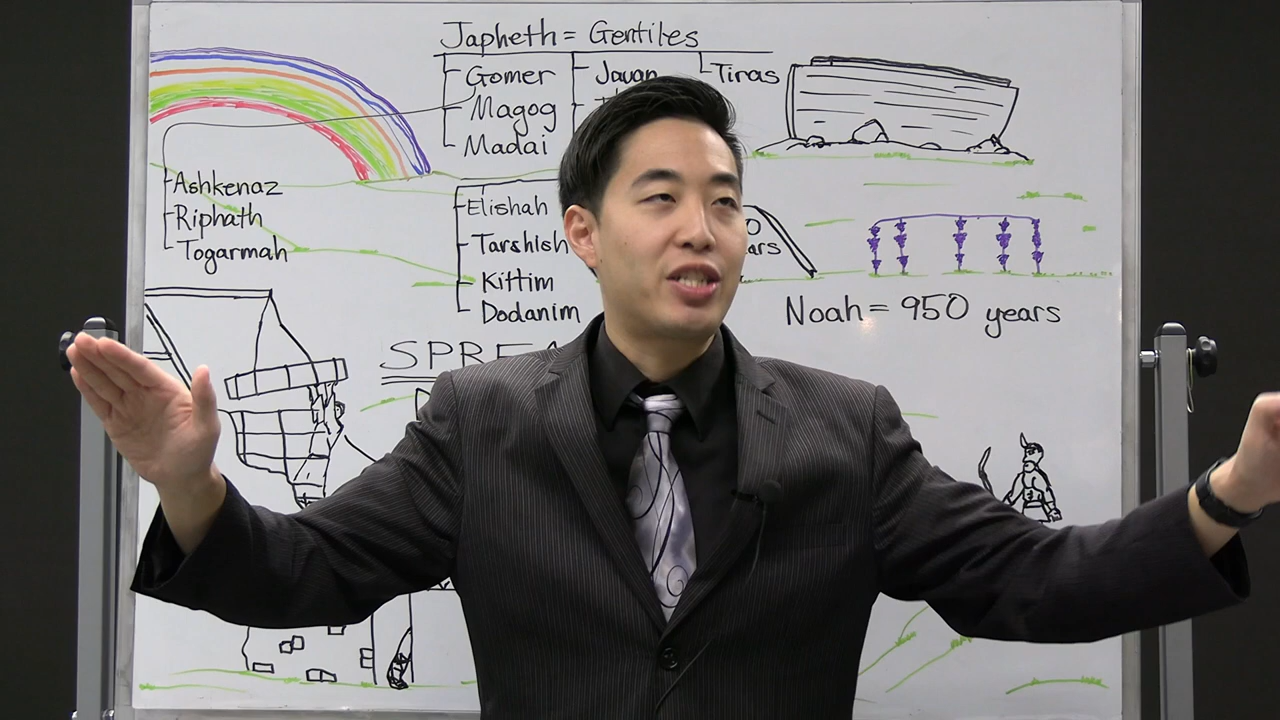 Japheth = Gentiles
Gomer
Magog
Madai
Javan
Tiras
Ashkenaz
Riphath
Togarmah
Elishah
Tarshish
Kittim
Dodanim
Noah = 950 years